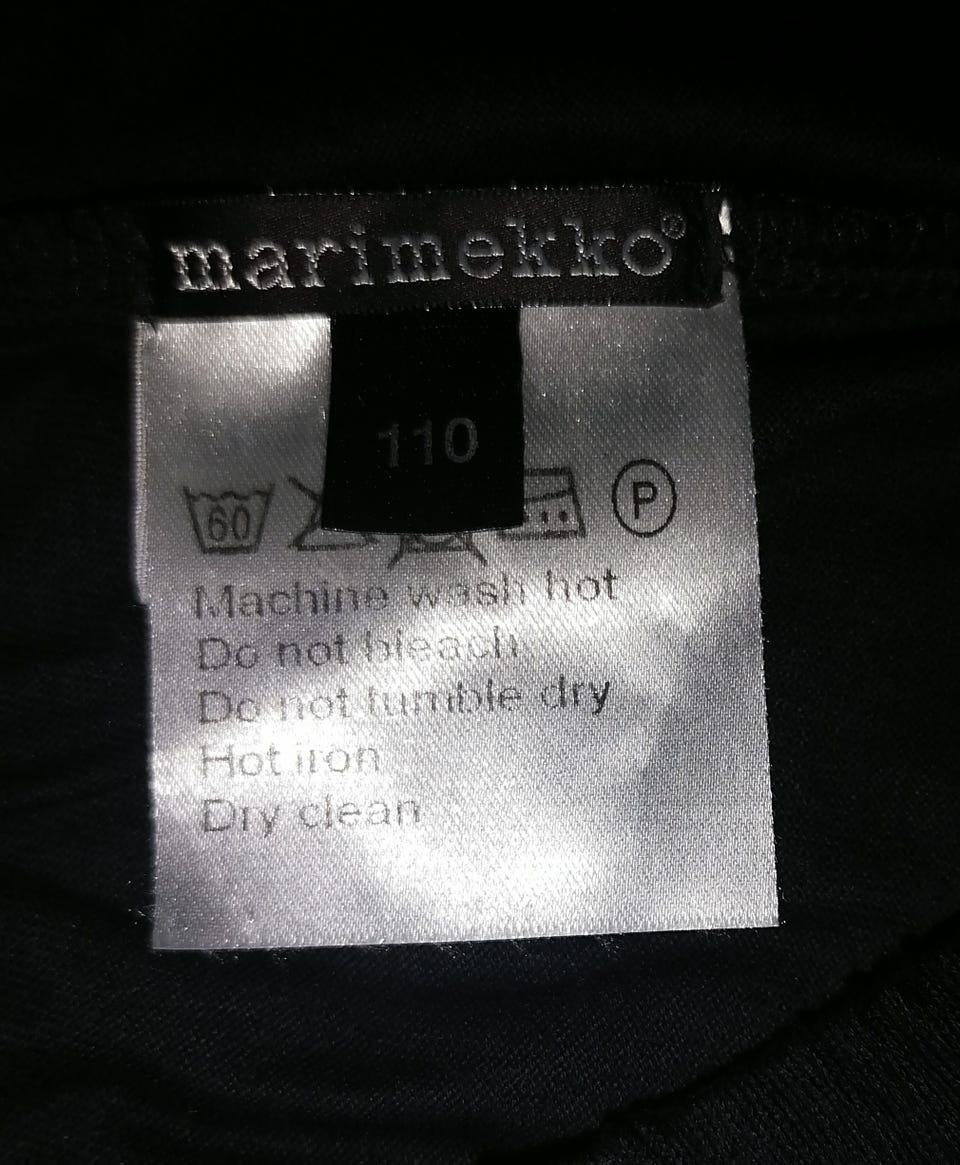 marimekko®
110
60 P
Machine wash hot
Do not bleach
Do not tumble dry
Hot iron
Dry clean